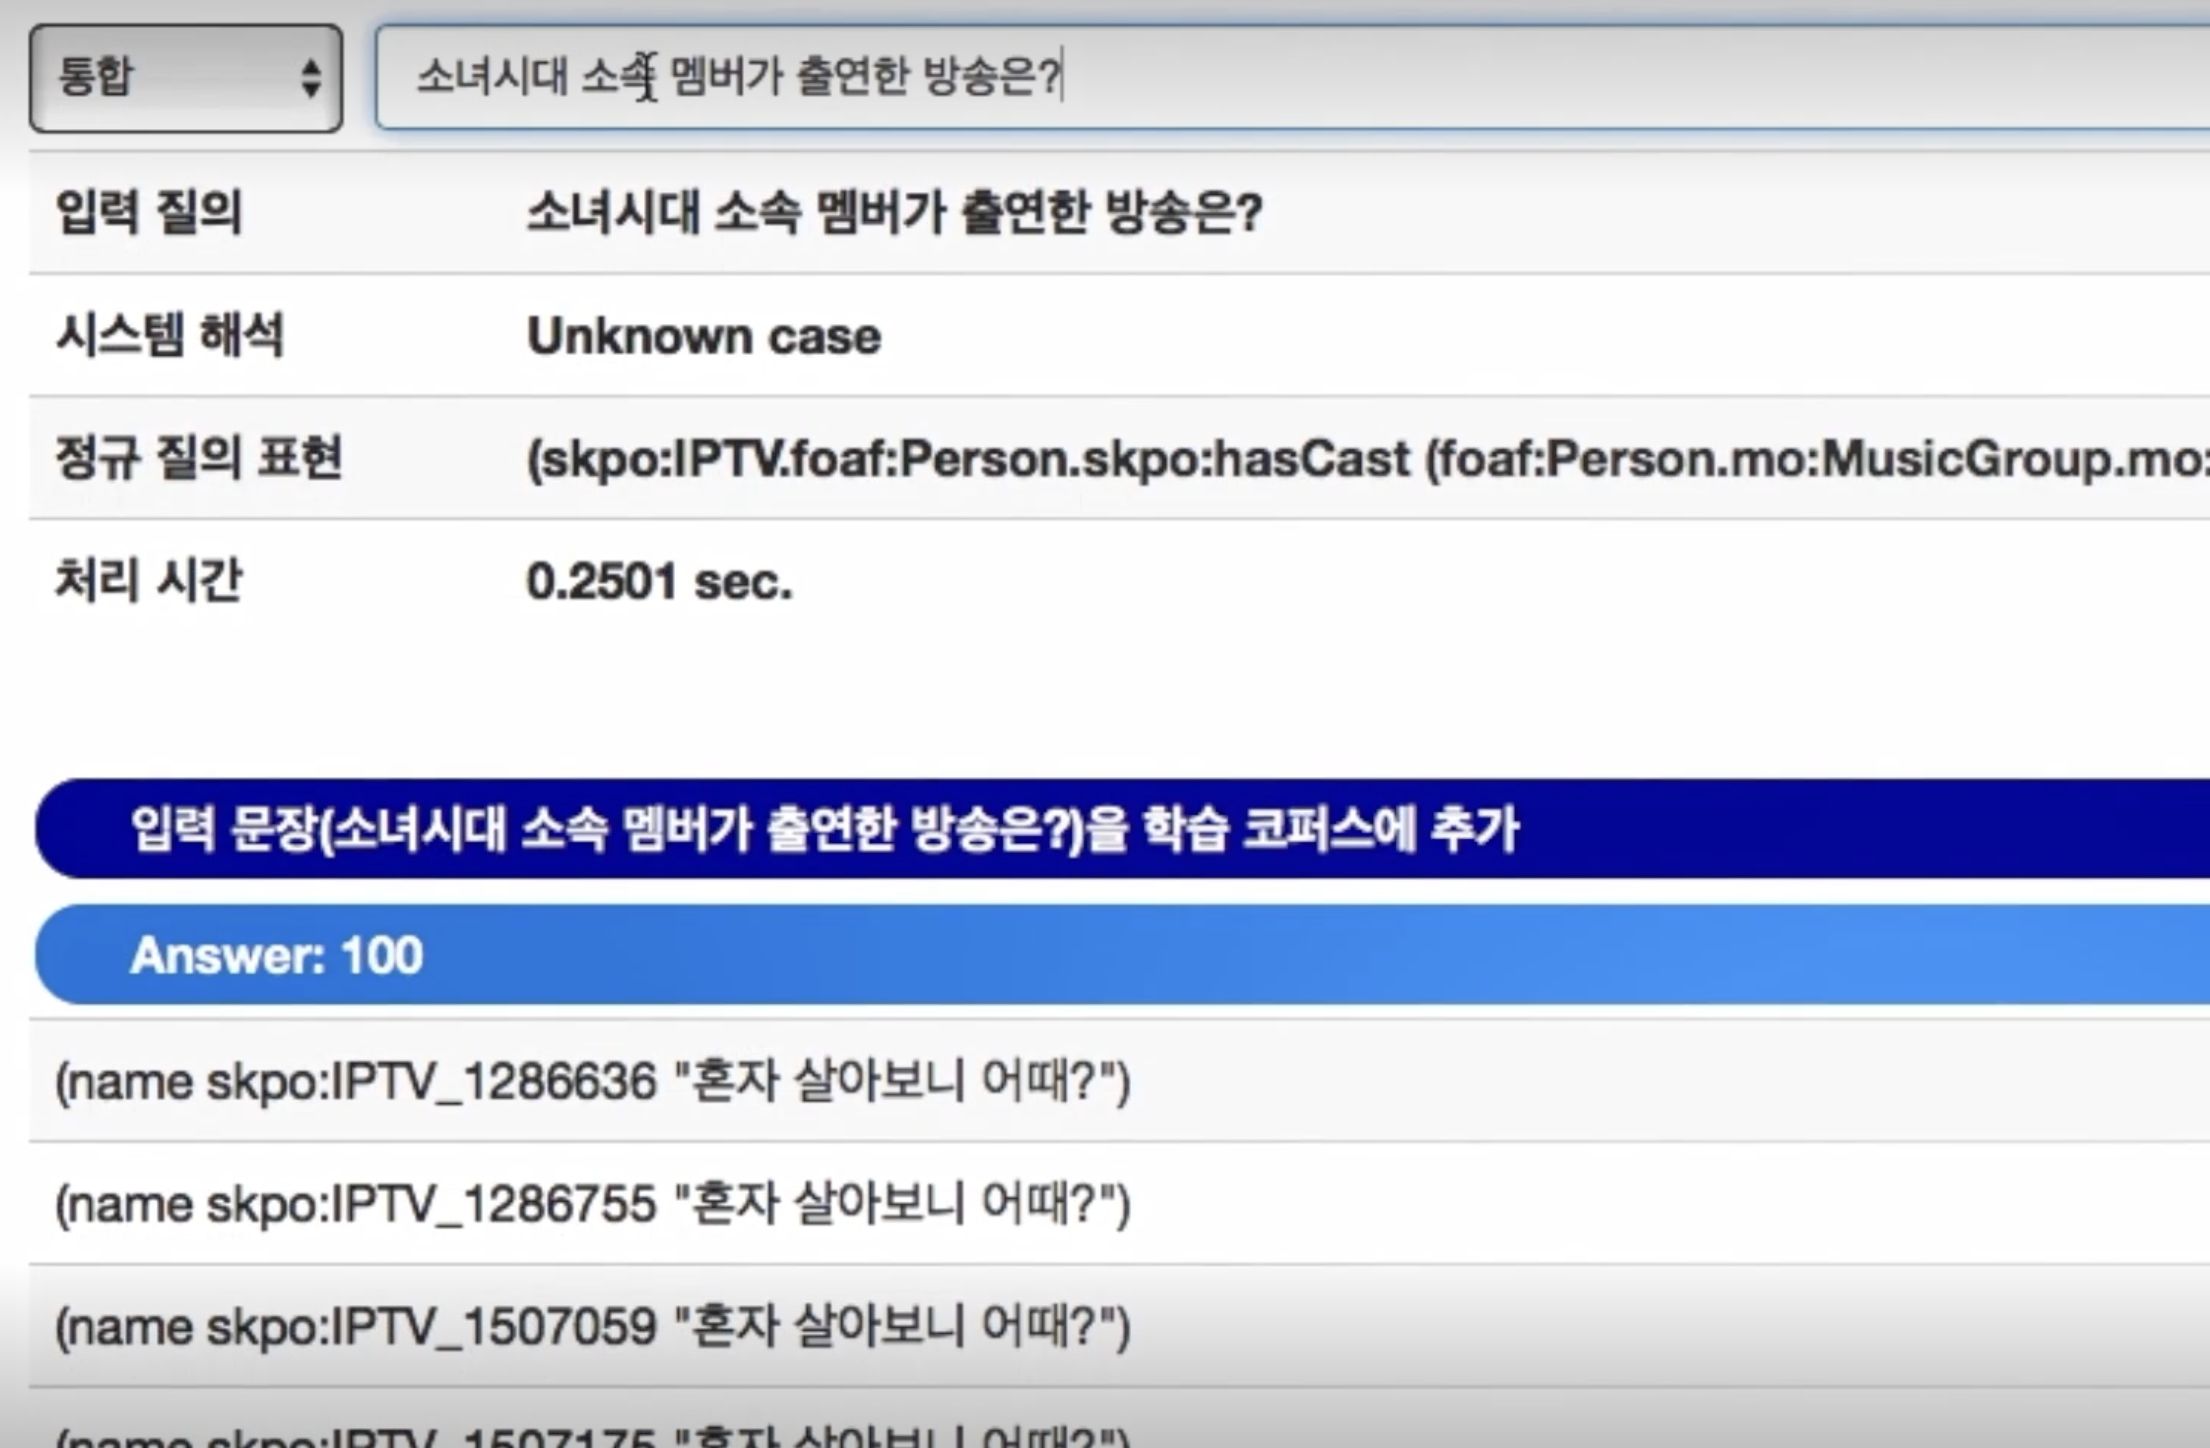 통합 소녀시대 소속 멤버가 출연한 방송은?
입력 질의 소녀시대 소속 멤버가 출연한 방송은?
시스템 해석 Unknown case
정규 질의 표현 (skpo:IPTV.foaf:Person.skpo:hasCast (foaf:Person.mo:MusicGroup.mo:
처리 시간 0.2501 sec.
입력 문장(소녀시대 소속 멤버가 출연한 방송은?)을 학습 코퍼스에 추가
Answer: 100
(name skpo:IPTV_1286636 "혼자 살아보니 어때?")
(name skpo:IPTV_1286755 "혼자 살아보니 어때?")
(name skpo:IPTV_1507059 "혼자 살아보니 어때?")
(name skpo:IPTV_1507175 "혼자 살아보니 어때?")